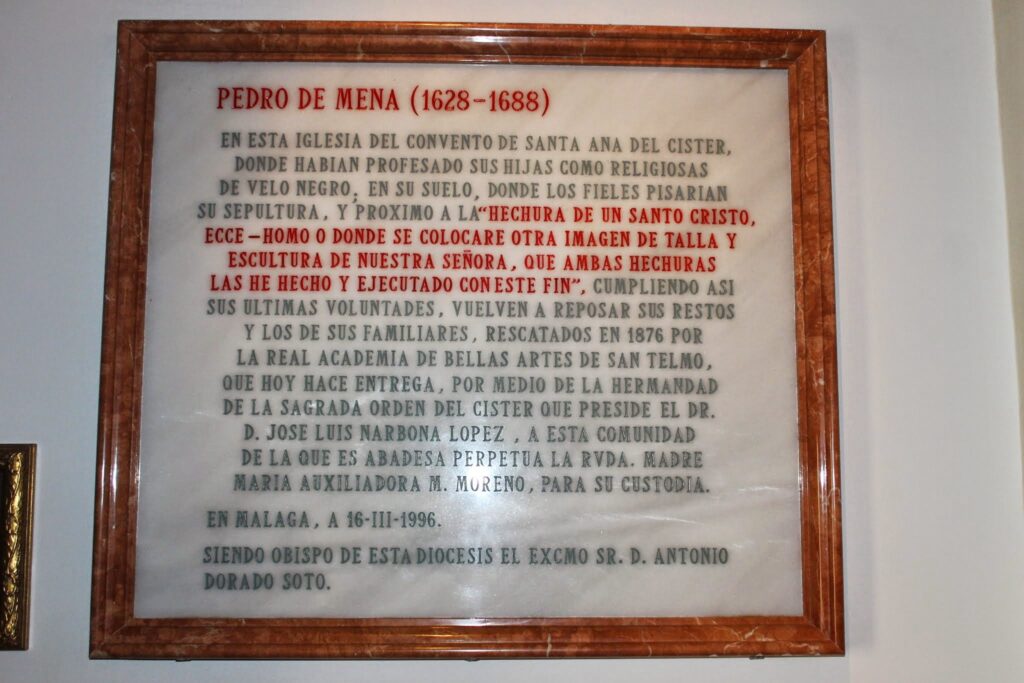 PEDRO DE MENA (1628-1688)
EN ESTA IGLESIA DEL CONVENTO DE SANTA ANA DEL CISTER,
DONDE HABIAN PROFESADO SUS HIJAS COMO RELIGIOSAS
DE VELO NEGRO; EN SU SUELO, DONDE LOS FIELES PISARIAN
SU SEPULTURA, Y PROXIMO A LA "HECHURA DE UN SANTO CRISTO,
ECCE-HOMO O DONDE SE COLOCARE OTRA IMAGEN DE TALLA Y
ESCULTURA DE NUESTRA SEÑORA, QUE AMBAS HECHURAS
LAS HE HECHO Y EJECUTADO CON ESTE FIN", CUMPLIENDO ASI
SUS ULTIMAS VOLUNTADES, VUELVEN A REPOSAR SUS RESTOS
Y LOS DE SUS FAMILIARES, RESCATADOS EN 1876 POR
LA REAL ACADEMIA DE BELLAS ARTES DE SAN TELMO,
QUE HOY HACE ENTREGA, POR MEDIO DE LA HERMANDAD
DE LA SAGRADA ORDEN DEL CISTER QUE PRESIDE EL DR.
D. JOSE LUIS NARBONA LOPEZ, A ESTA COMUNIDAD
DE LA QUE ES ABADESA PERPETUA LA RVDA. MADRE
MARIA AUXILIADORA M. MORENO, PARA SU CUSTODIA.
EN MALAGA, A 16-III-1996.
SIENDO OBISPO DE ESTA DIOCESIS EL EXCMO SR. D. ANTONIO
DORADO SOTO.